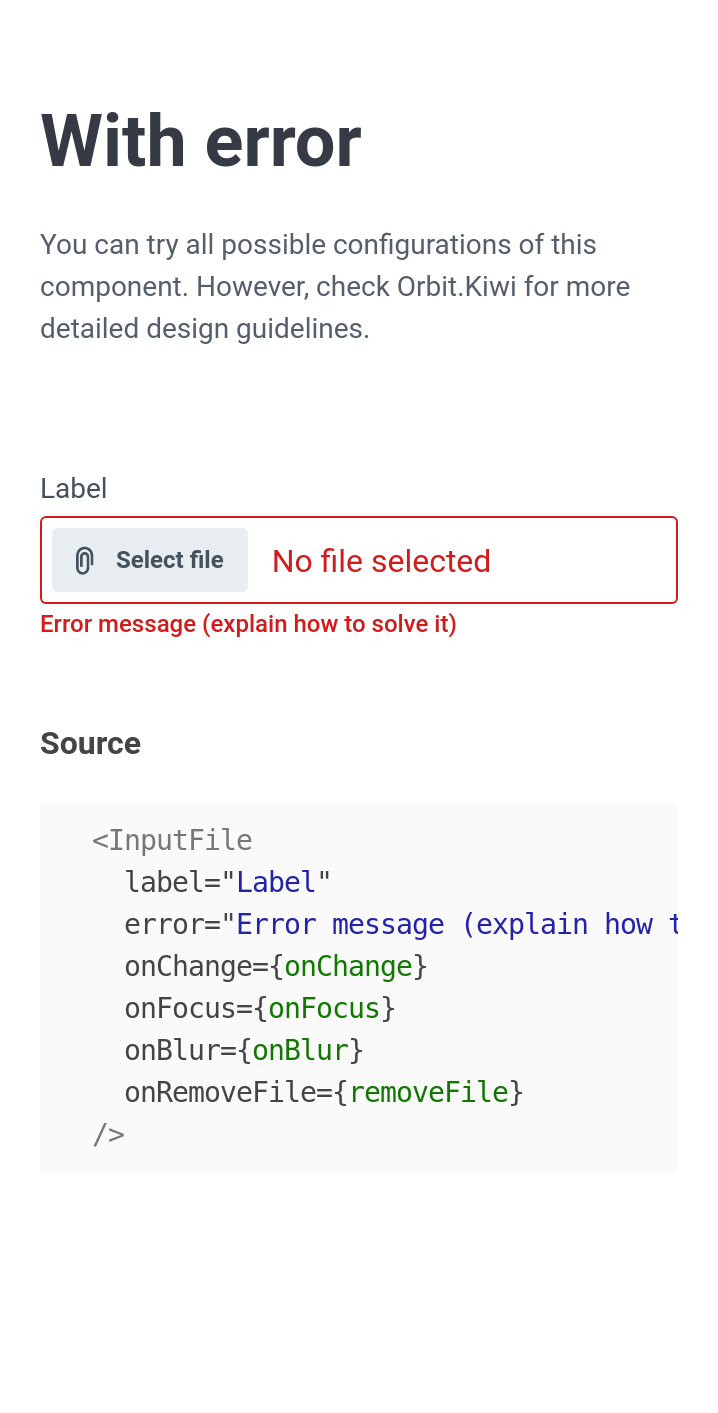 With error
You can try all possible configurations of this
component. However, check Orbit.Kiwi for more
detailed design guidelines.
Label
Select file No file selected
Error message (explain how to solve it)
Source
<InputFile
  label="Label"
  error="Error message (explain how t
  onChange={onChange}
  onFocus={onFocus}
  onBlur={onBlur}
  onRemoveFile={removeFile}
/>